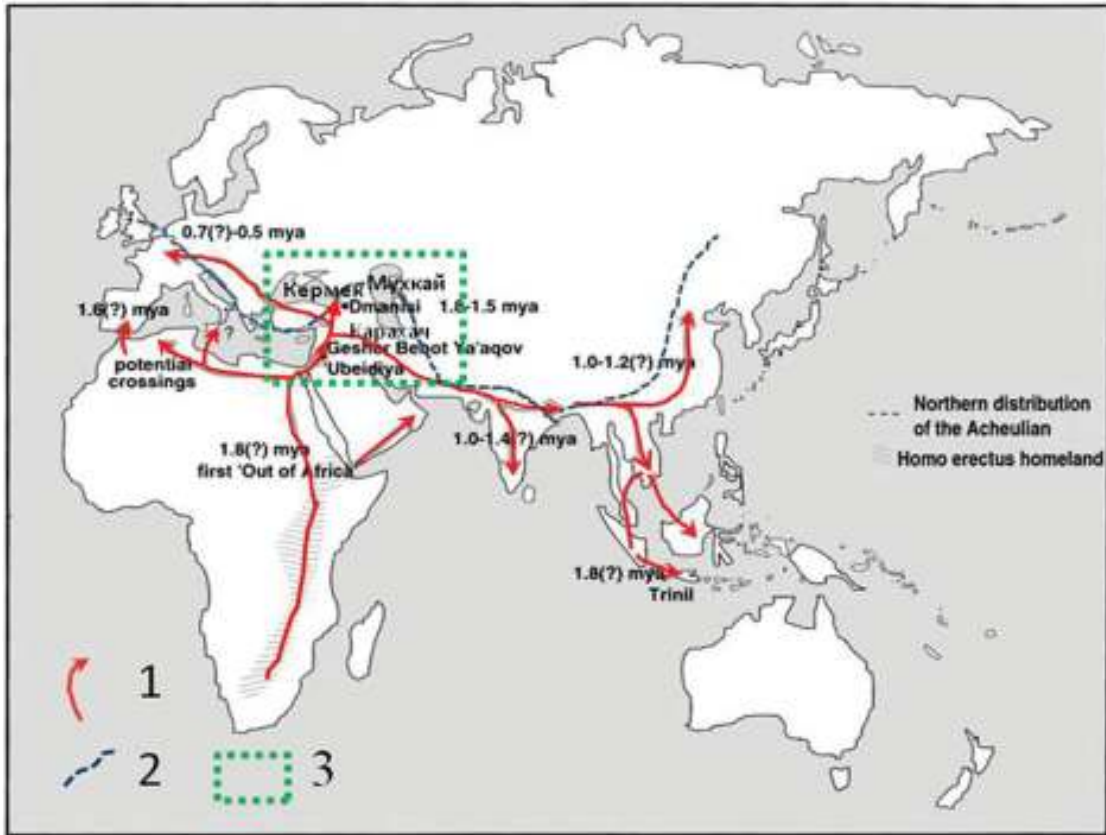 0.7(?)-0.5 mya
Кермек
Мухкай
Dmanisi
1.6(?) mya
1.8-1.5 mya
?
Карахач
Gesher Beqot Ya'aqov
'Ubeidiya
potential
crossings
1.0-1.2(?) mya
1.0-1.4(?) mya
Northern distribution
of the Acheulian
Homo erectus homeland
1.8(?) mya
first 'Out of Africa'
1.8(?) mya
Trinil
1
2
3